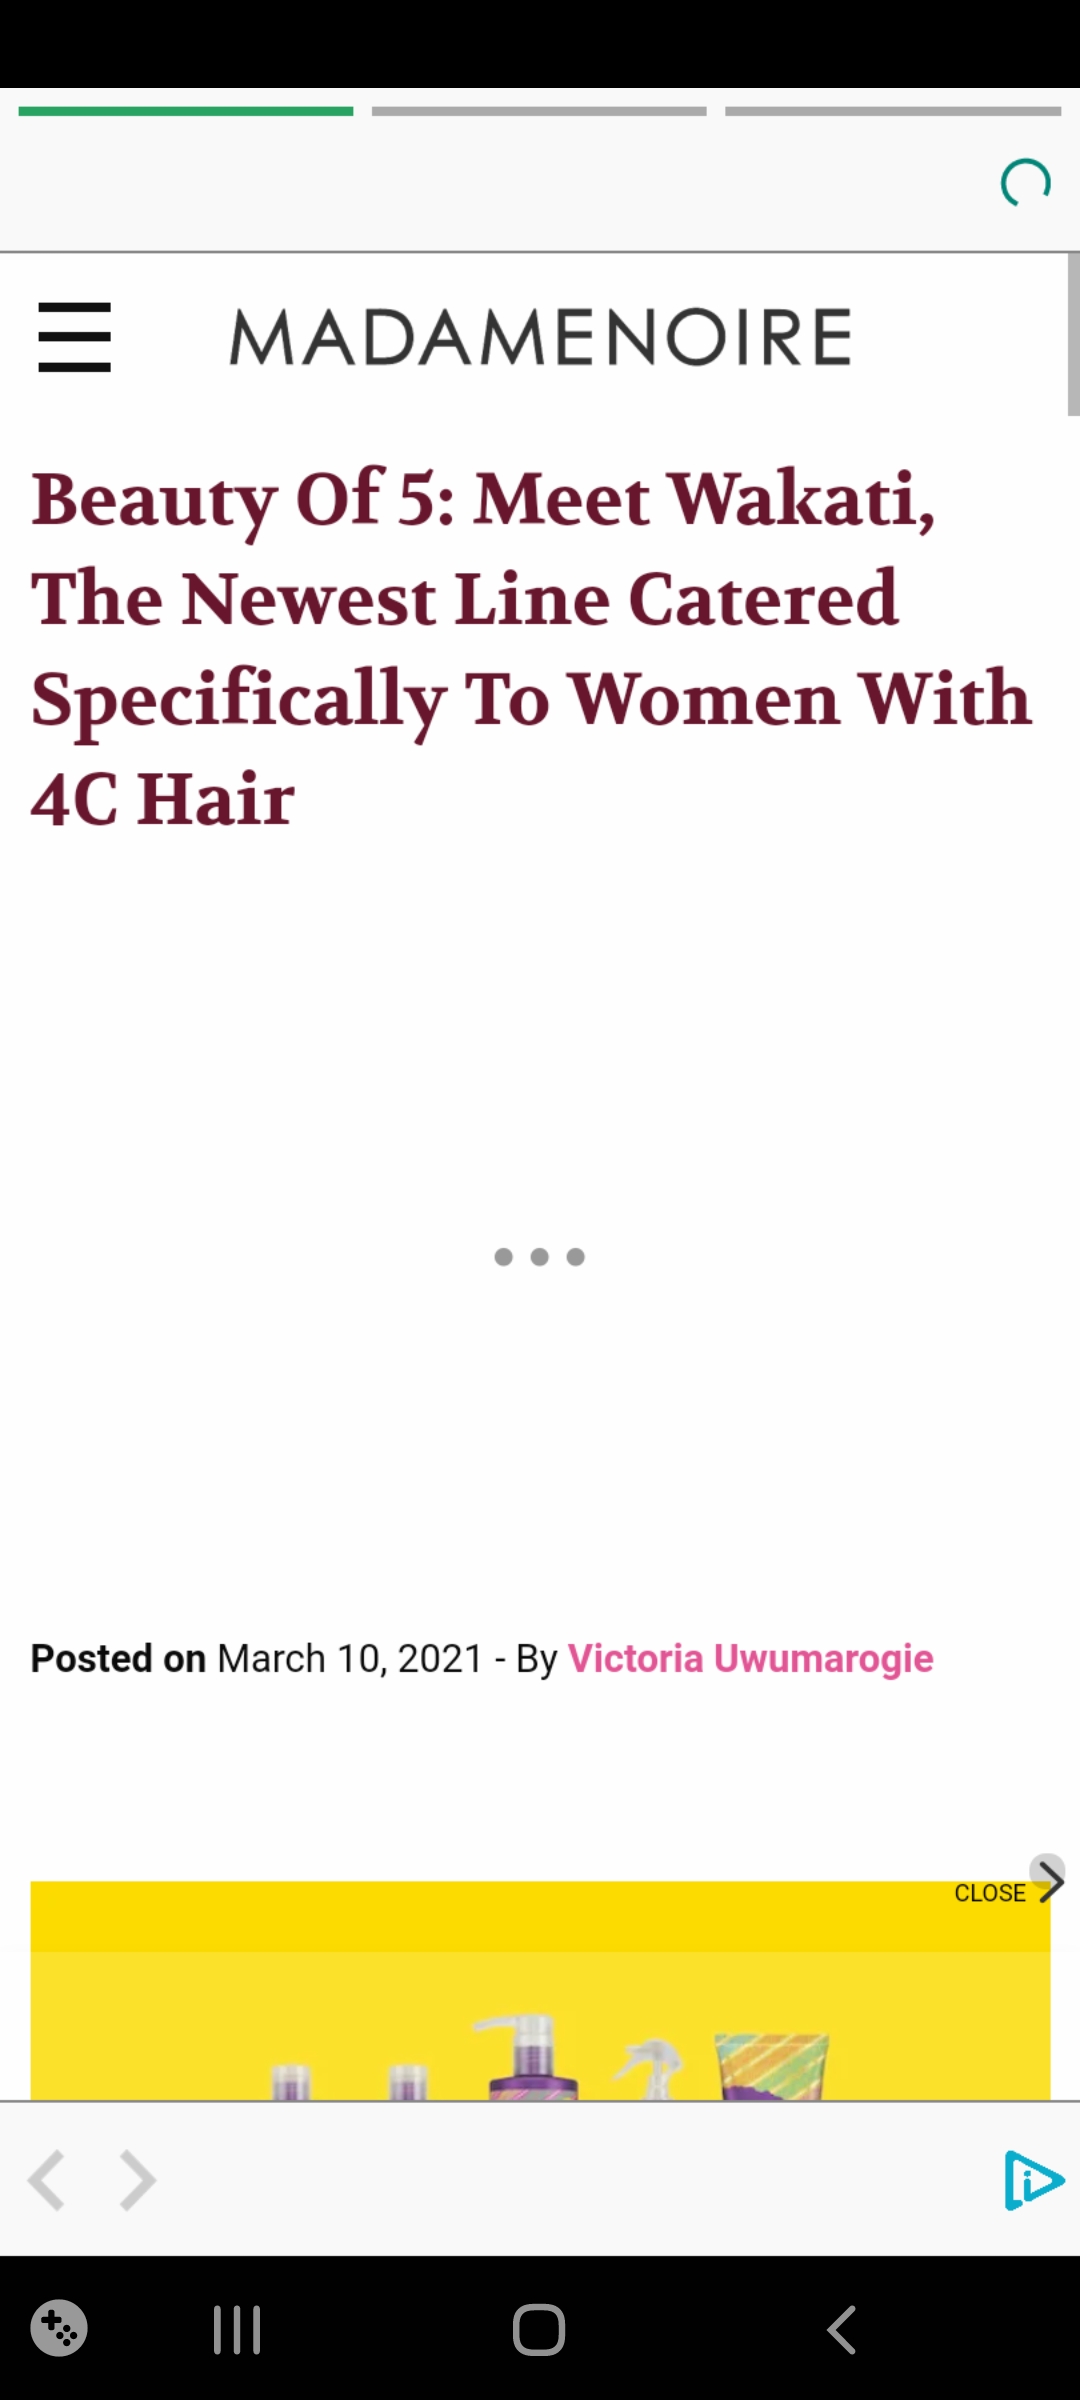 MADAMENOIRE
Beauty Of 5: Meet Wakati,
The Newest Line Catered
Specifically To Women With
4C Hair
Posted on March 10, 2021 - By Victoria Uwumarogie
CLOSE